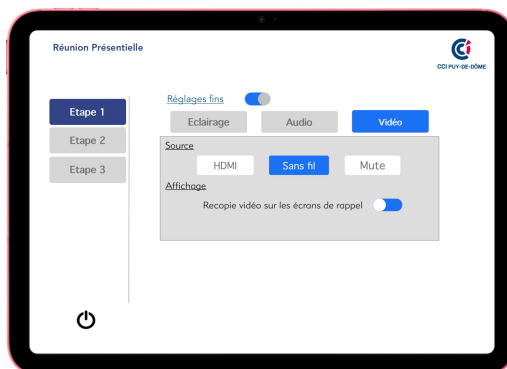 Réunion Présentielle
CCI PUY-DE-DÔME
Réglages fins
Etape 1
Etape 2
Etape 3
Eclairage Audio Vidéo
Source
HDMI Sans fil Mute
Affichage
Recopie vidéo sur les écrans de rappel